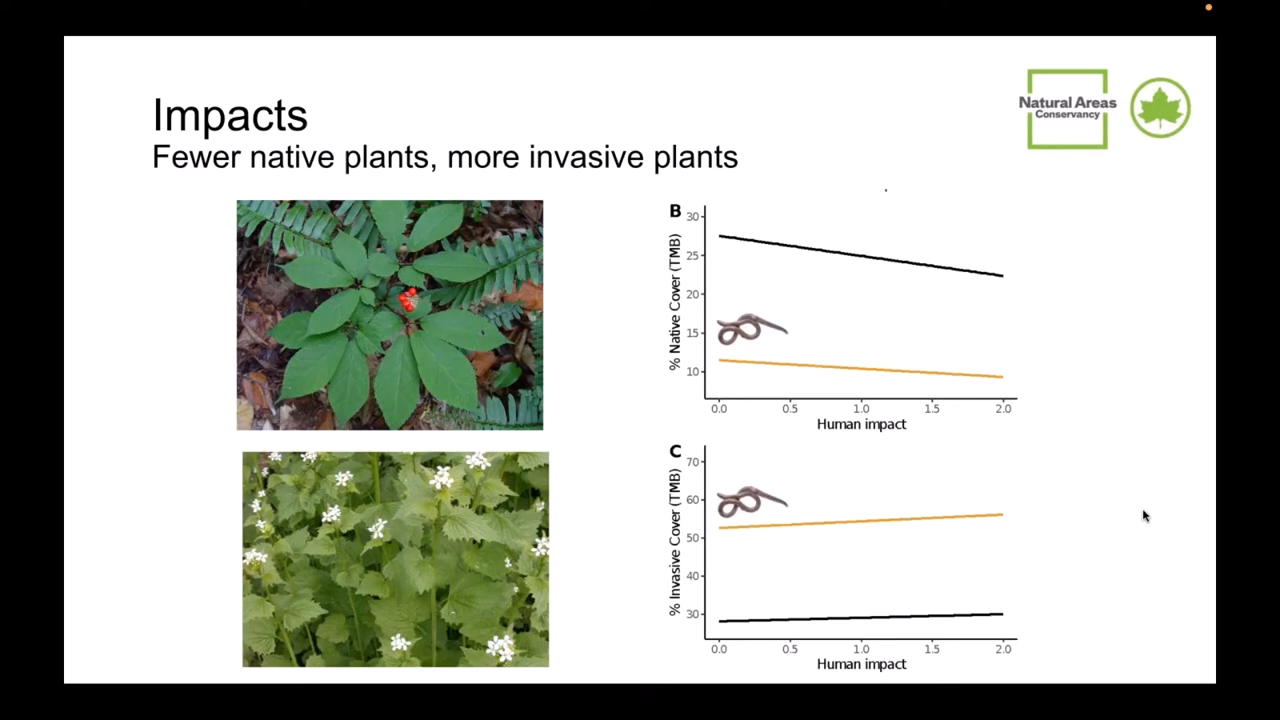 Impacts
Fewer native plants, more invasive plants
Natural Areas
Conservancy
B
% Native Cover (TMB)
30
25
20
15
10
0.0 0.5 1.0 1.5 2.0
Human impact
C
% Invasive Cover (TMB)
70
60
50
40
30
0.0 0.5 1.0 1.5 2.0
Human impact